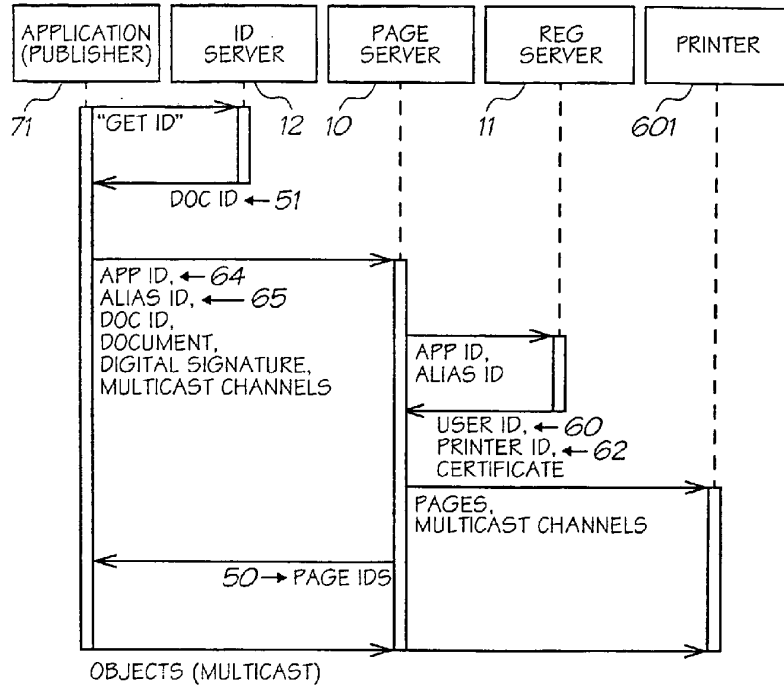 APPLICATION
(PUBLISHER)
ID
SERVER
PAGE
SERVER
REG
SERVER
PRINTER
71
12
10
11
601
"GET ID"
DOC ID ← 51
APP ID, ← 64
ALIAS ID, ← 65
DOC ID,
DOCUMENT,
DIGITAL SIGNATURE,
MULTICAST CHANNELS
APP ID,
ALIAS ID
USER ID, ← 60
PRINTER ID, ← 62
CERTIFICATE
PAGES,
MULTICAST CHANNELS
50 → PAGE IDS
OBJECTS (MULTICAST)